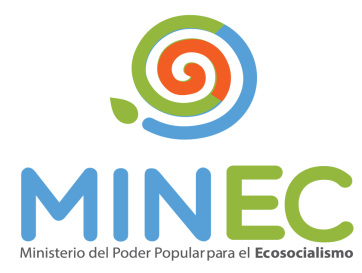 MINEC
Ministerio del Poder Popular para el Ecosocialismo